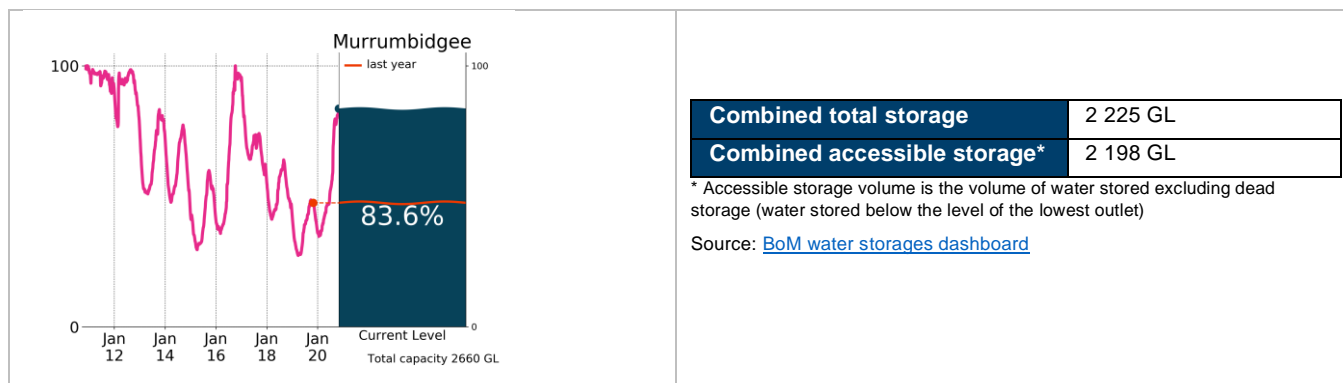 Murrumbidgee
last year
100
100
83.6%
0
0
Jan
12
Jan
14
Jan
16
Jan
18
Jan
20
Current Level
Total capacity 2660 GL
Combined total storage 2 225 GL
Combined accessible storage* 2 198 GL
* Accessible storage volume is the volume of water stored excluding dead
storage (water stored below the level of the lowest outlet)
Source: BoM water storages dashboard